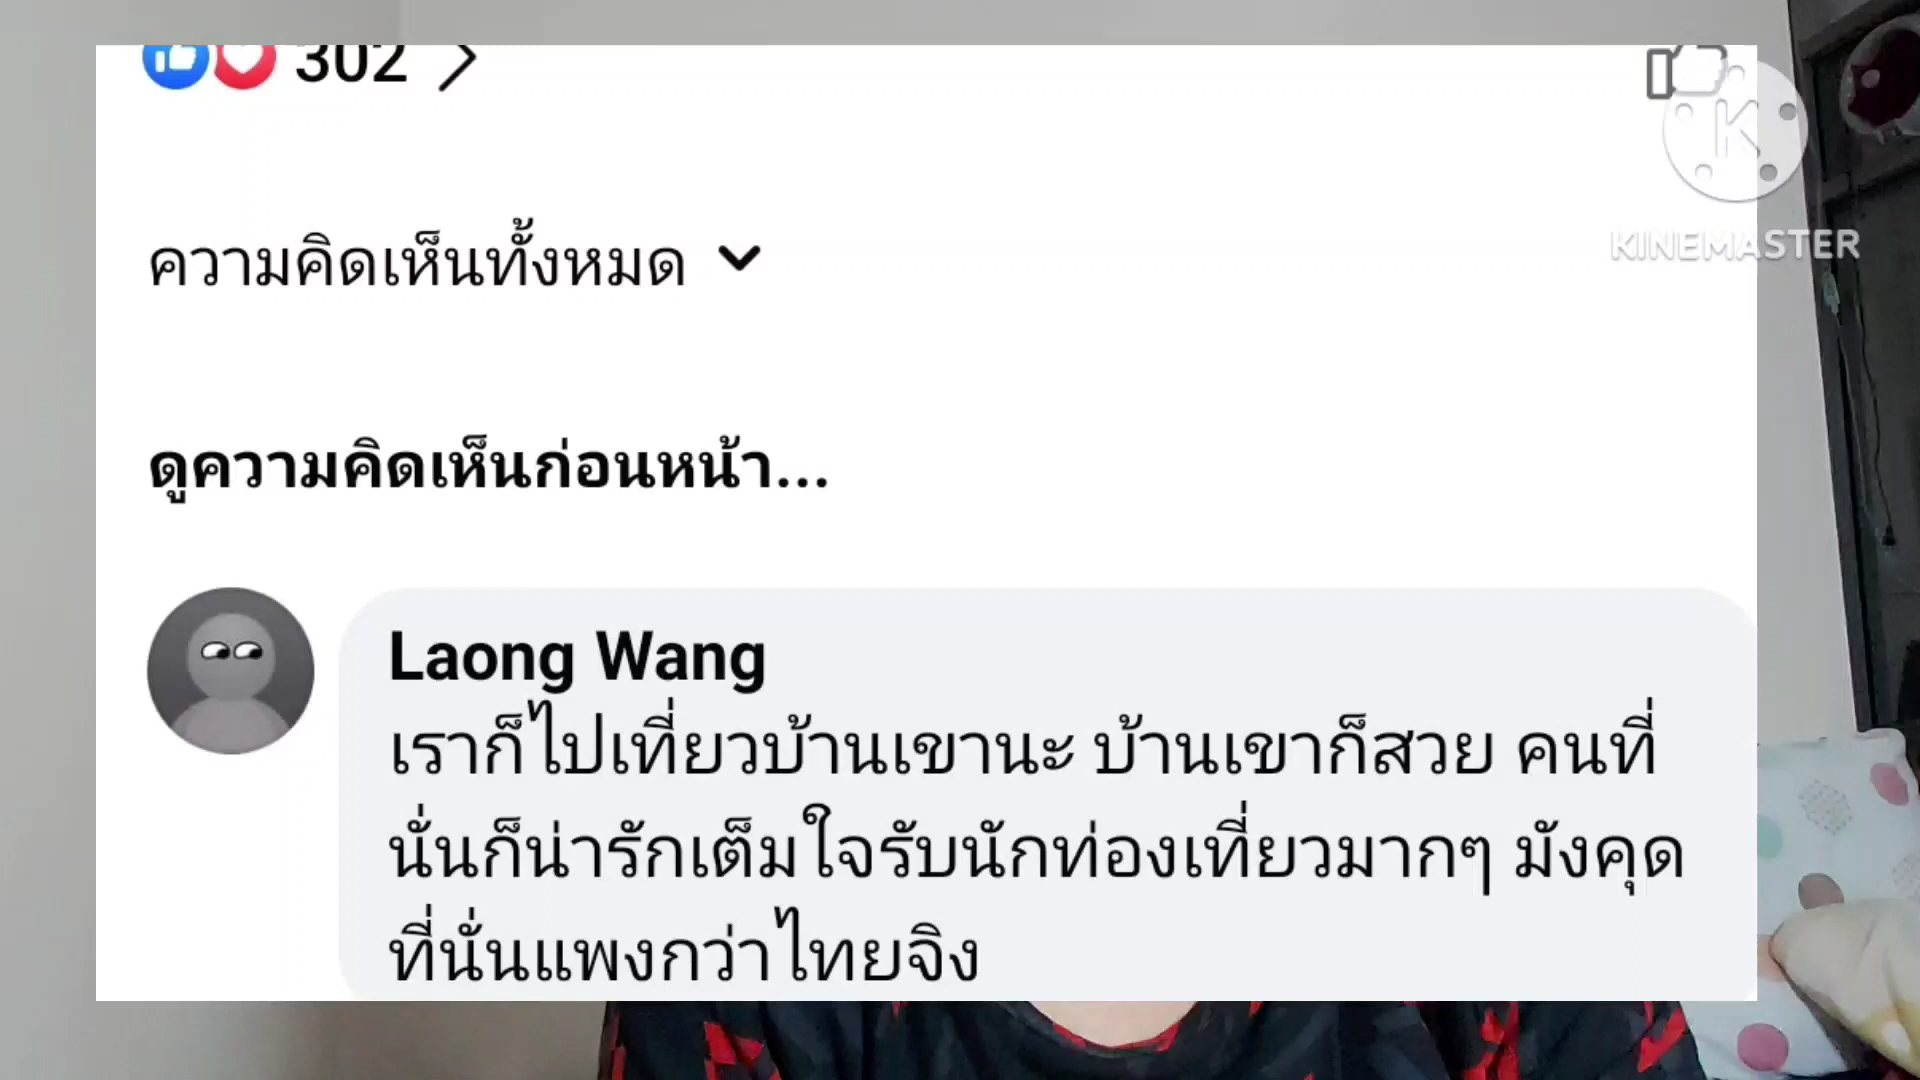 302
ความคิดเห็นทั้งหมด
ดูความคิดเห็นก่อนหน้า...
Laong Wang
เราก็ไปเที่ยวบ้านเขานะ บ้านเขาก็สวย คนที่
นั่นก็น่ารักเต็มใจรับนักท่องเที่ยวมากๆ มังคุด
ที่นั่นแพงกว่าไทยจิง
K
KINEMASTER